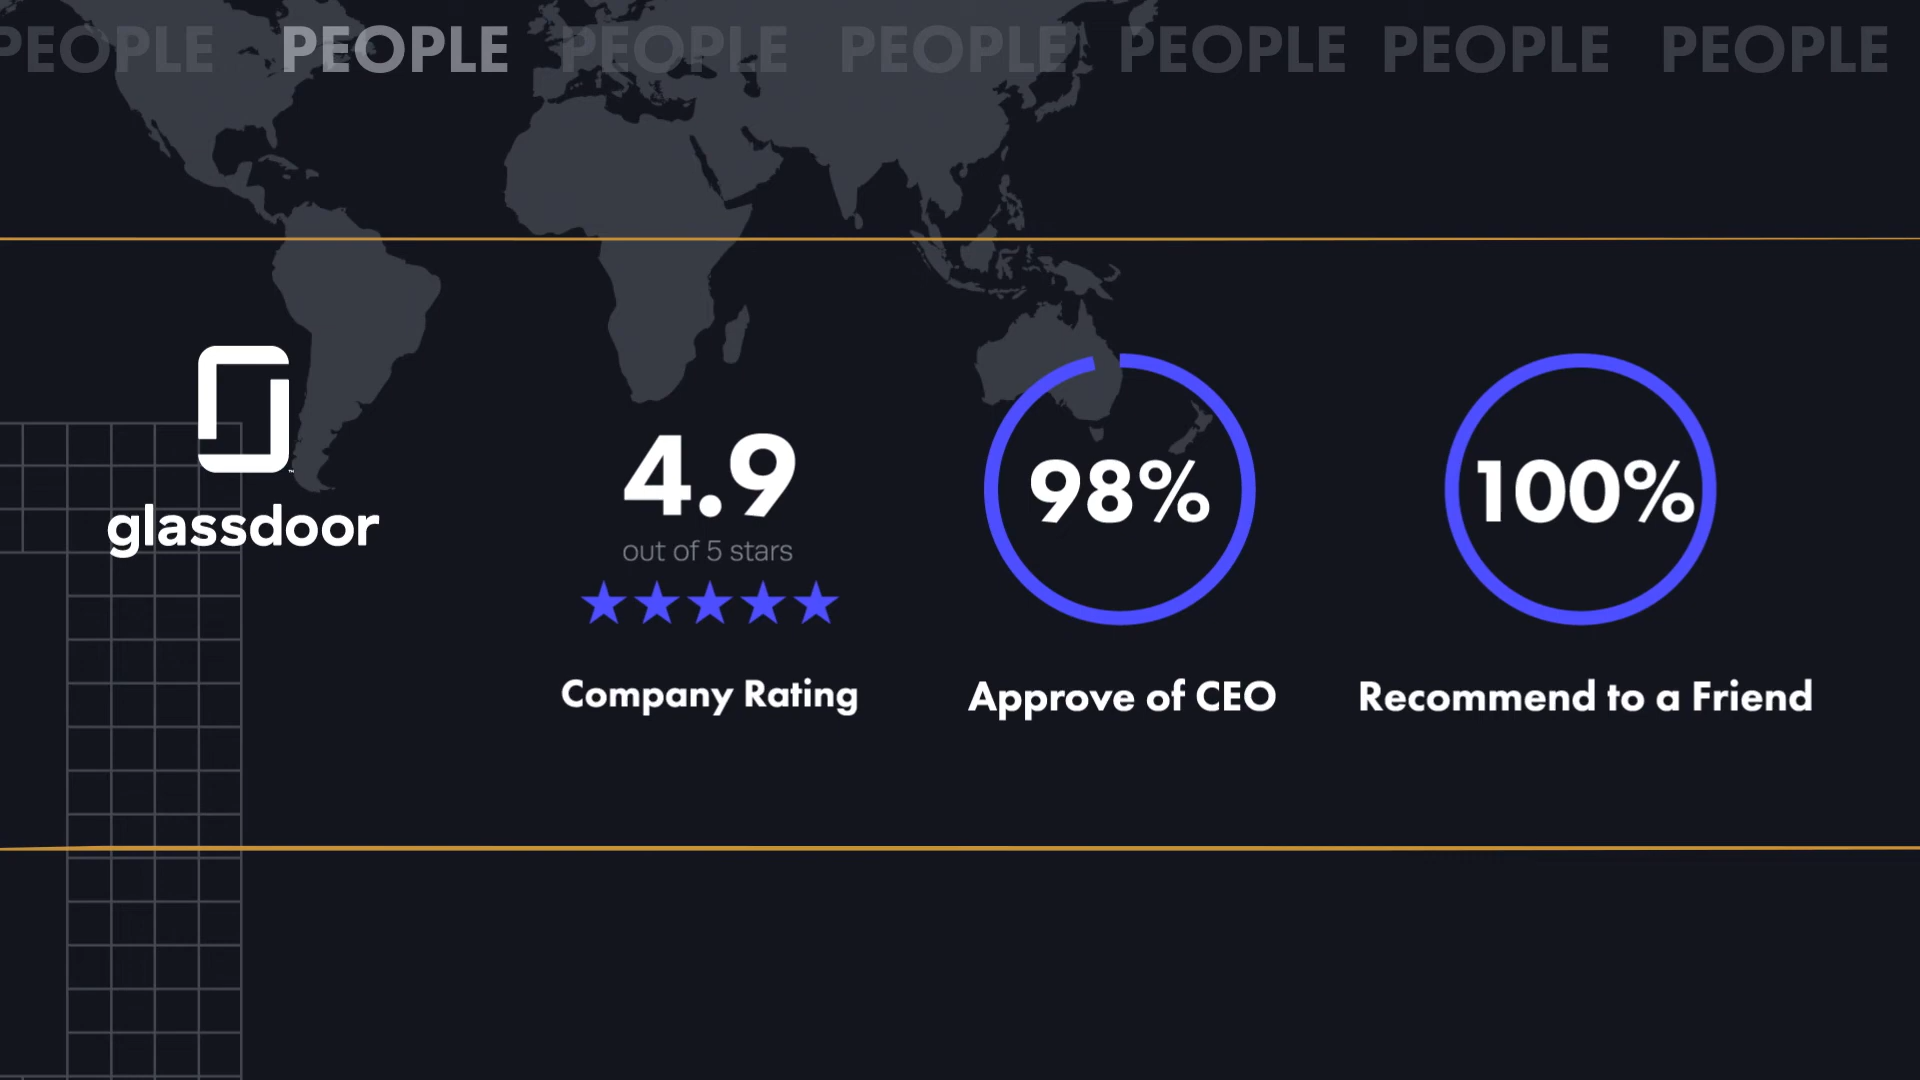 PEOPLE PEOPLE PEOPLE PEOPLE PEOPLE PEOPLE PEOPLE
glassdoor
4.9
out of 5 stars
Company Rating
98%
Approve of CEO
100%
Recommend to a Friend